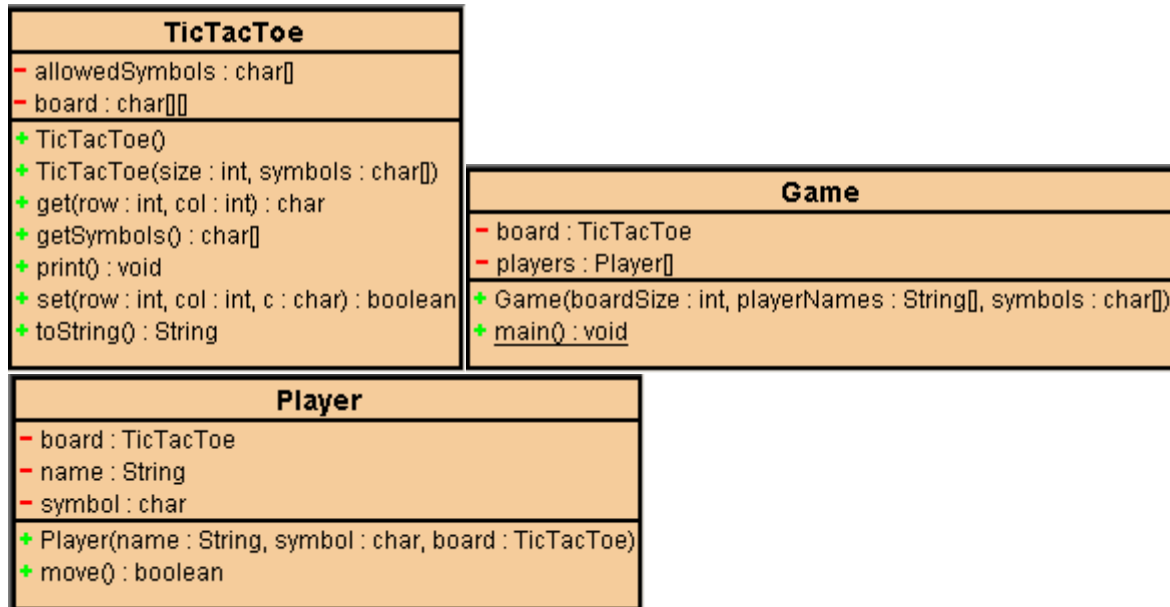 TicTacToe
- allowedSymbols : char[]
- board : char[][]
+ TicTacToe()
+ TicTacToe(size : int, symbols : char[])
+ get(row : int, col : int) : char
+ getSymbols() : char[]
+ print() : void
+ set(row : int, col : int, c : char) : boolean
+ toString() : String
Game
- board : TicTacToe
- players : Player[]
+ Game(boardSize : int, playerNames : String[], symbols : char[])
+ main() : void
Player
- board : TicTacToe
- name : String
- symbol : char
+ Player(name : String, symbol : char, board : TicTacToe)
+ move() : boolean